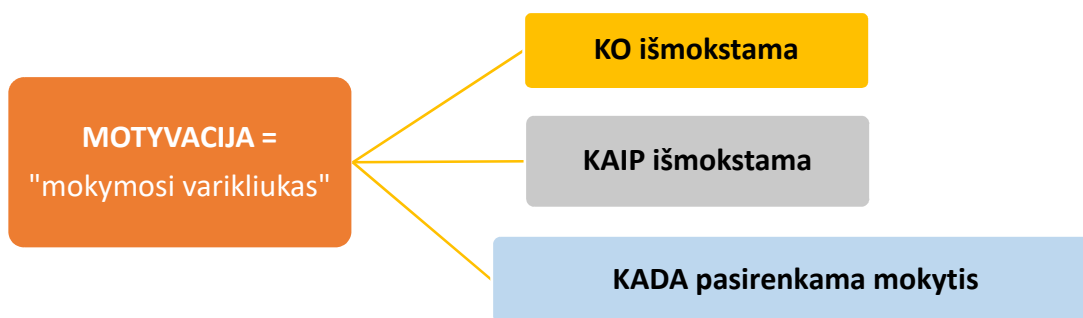 MOTYVACIJA =
"mokymosi varikliukas"
KO išmokstama
KAIP išmokstama
KADA pasirenkama mokytis